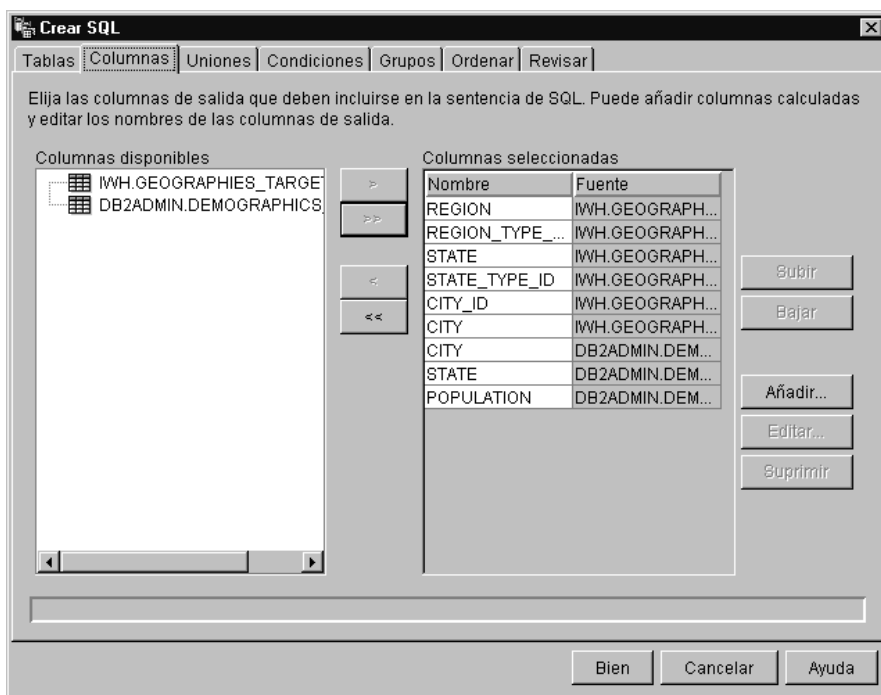 Crear SQL
Tablas Columnas Uniones Condiciones Grupos Ordenar Revisar
Elija las columnas de salida que deben incluirse en la sentencia de SQL. Puede añadir columnas calculadas
y editar los nombres de las columnas de salida.
Columnas disponibles
IWH.GEOGRAPHIES_TARGET
DB2ADMIN.DEMOGRAPHICS_
>
>>
<
<<
Columnas seleccionadas
Nombre Fuente
REGION IWH.GEOGRAPH...
REGION_TYPE_... IWH.GEOGRAPH...
STATE IWH.GEOGRAPH...
STATE_TYPE_ID IWH.GEOGRAPH...
CITY_ID IWH.GEOGRAPH...
CITY IWH.GEOGRAPH...
CITY DB2ADMIN.DEM...
STATE DB2ADMIN.DEM...
POPULATION DB2ADMIN.DEM...
Subir
Bajar
Añadir...
Editar...
Suprimir
Bien Cancelar Ayuda